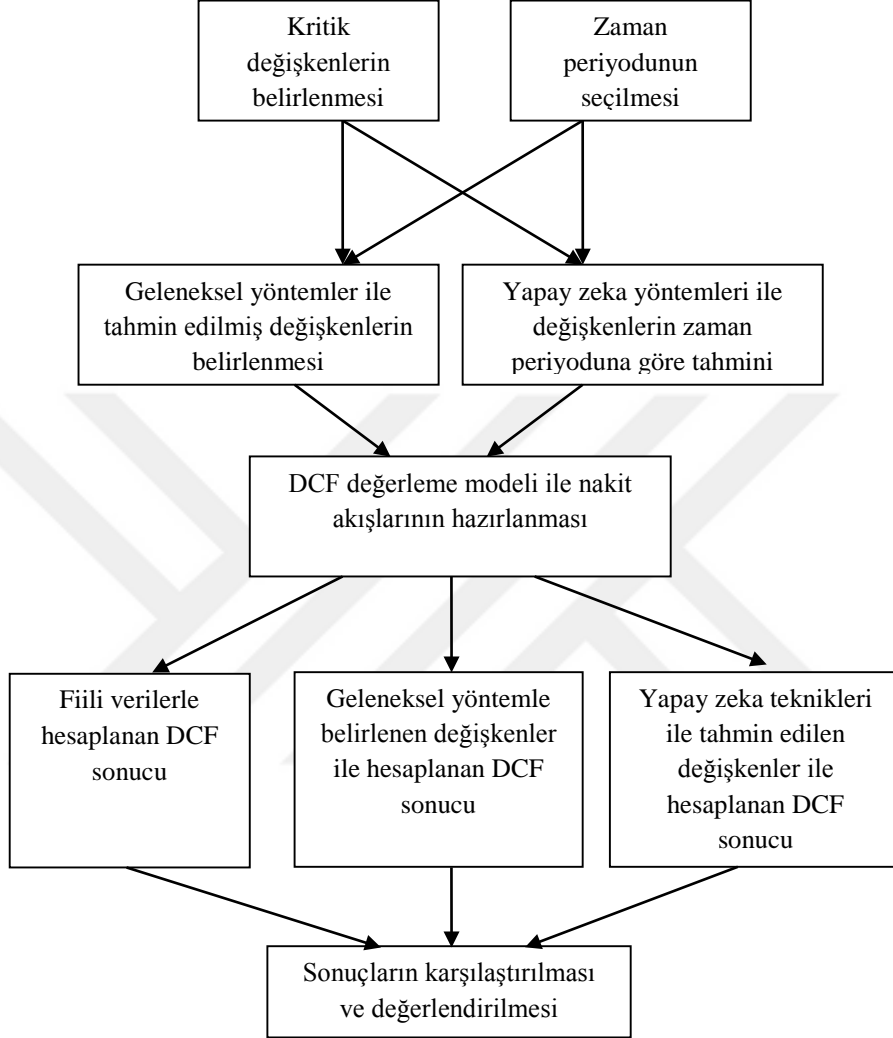 Kritik
değişkenlerin
belirlenmesi
Zaman
periyodunun
seçilmesi
Geleneksel yöntemler ile
tahmin edilmiş değişkenlerin
belirlenmesi
Yapay zeka yöntemleri ile
değişkenlerin zaman
periyoduna göre tahmini
DCF değerleme modeli ile nakit
akışlarının hazırlanması
Fiili verilerle
hesaplanan DCF
sonucu
Geleneksel yöntemle
belirlenen değişkenler
ile hesaplanan DCF
sonucu
Yapay zeka teknikleri
ile tahmin edilen
değişkenler ile
hesaplanan DCF
sonucu
Sonuçların karşılaştırılması
ve değerlendirilmesi